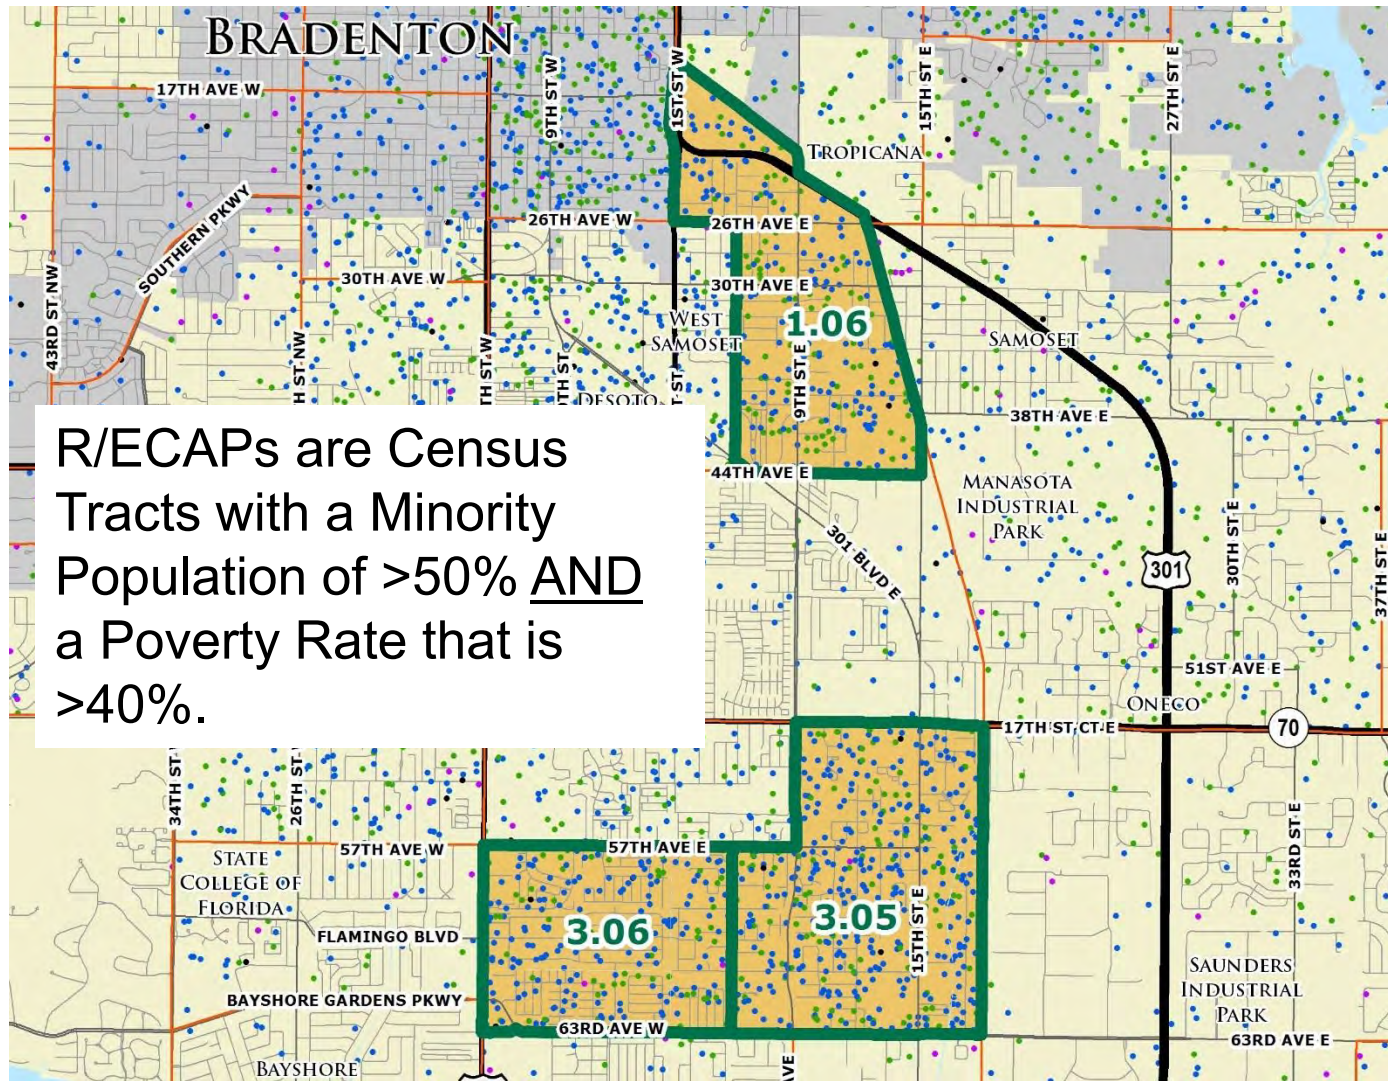 BRADENTON
17TH AVE W
9TH ST W
1ST ST W
15TH ST E
27TH ST E
TROPICANA
SOUTHERN PKWY
26TH AVE W
26TH AVE E
30TH AVE W
30TH AVE E
43RD ST NW
WEST
SAMOSET
1.06
SAMOSET
9TH ST E
DESOTO
38TH AVE E
44TH AVE E
R/ECAPs are Census
Tracts with a Minority
Population of >50% AND
a Poverty Rate that is
>40%.
MANASOTA
INDUSTRIAL
PARK
301 BLVD E
301
30TH ST E
37TH ST E
51ST AVE E
ONECO
17TH ST CT E
70
34TH ST
26TH ST
57TH AVE W
57TH AVE E
STATE
COLLEGE OF
FLORIDA
33RD ST E
3.06
3.05
15TH ST E
FLAMINGO BLVD
BAYSHORE GARDENS PKWY
63RD AVE W
SAUNDERS
INDUSTRIAL
PARK
63RD AVE E
BAYSHORE
AVE